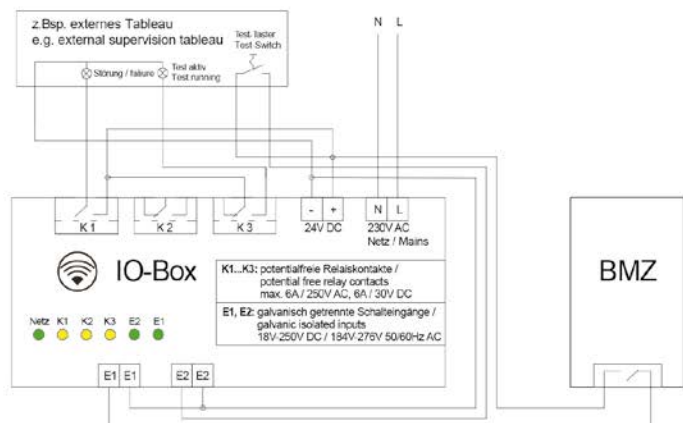 z.Bsp. externes Tableau
e.g. external supervision tableau
Test.Taster
Test Switch
Störung / failure
Test aktiv
Test running
N L
K 1
K 2
K 3
- +
24V DC
N L
230V AC
Netz / Mains
IO-Box
K1...K3: potentialfreie Relaiskontakte /
potential free relay contacts
max. 6A / 250V AC, 6A / 30V DC
E1, E2: galvanisch getrennte Schalteingänge /
galvanic isolated inputs
18V-250V DC / 184V-276V 50/60Hz AC
Netz K1 K2 K3 E2 E1
E1 E1
E2 E2
BMZ